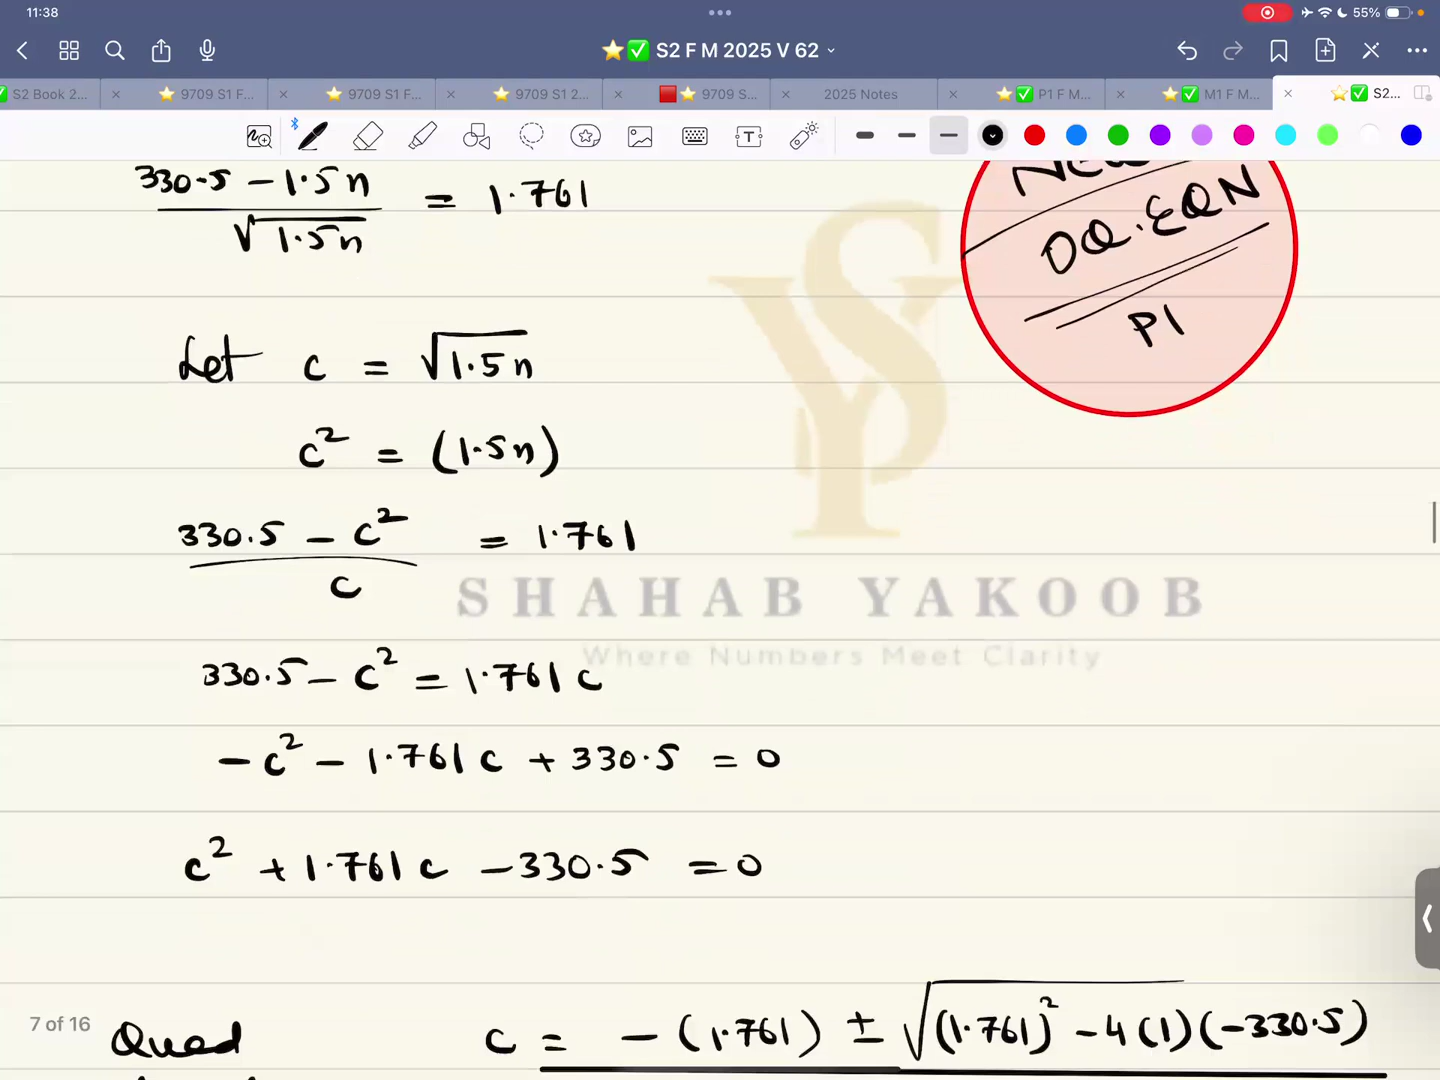 11:38
55%
S2 F M 2025 V 62
S2 Book 2...
9709 S1 F...
9709 S1 F...
9709 S1 2...
9709 S...
2025 Notes
P1 F M...
M1 F M...
S2...
330.5 - 1.5n / √1.5n = 1.761
OQ.EQN
P1
Let c = √1.5n
c² = (1.5n)
330.5 - c² / c = 1.761
SHAHAB YAKOOB
Where Numbers Meet Clarity
330.5 - c² = 1.761 c
-c² - 1.761 c + 330.5 = 0
c² + 1.761 c - 330.5 = 0
7 of 16
Quad
c = -(1.761) ± √(1.761)² - 4(1)(-330.5)